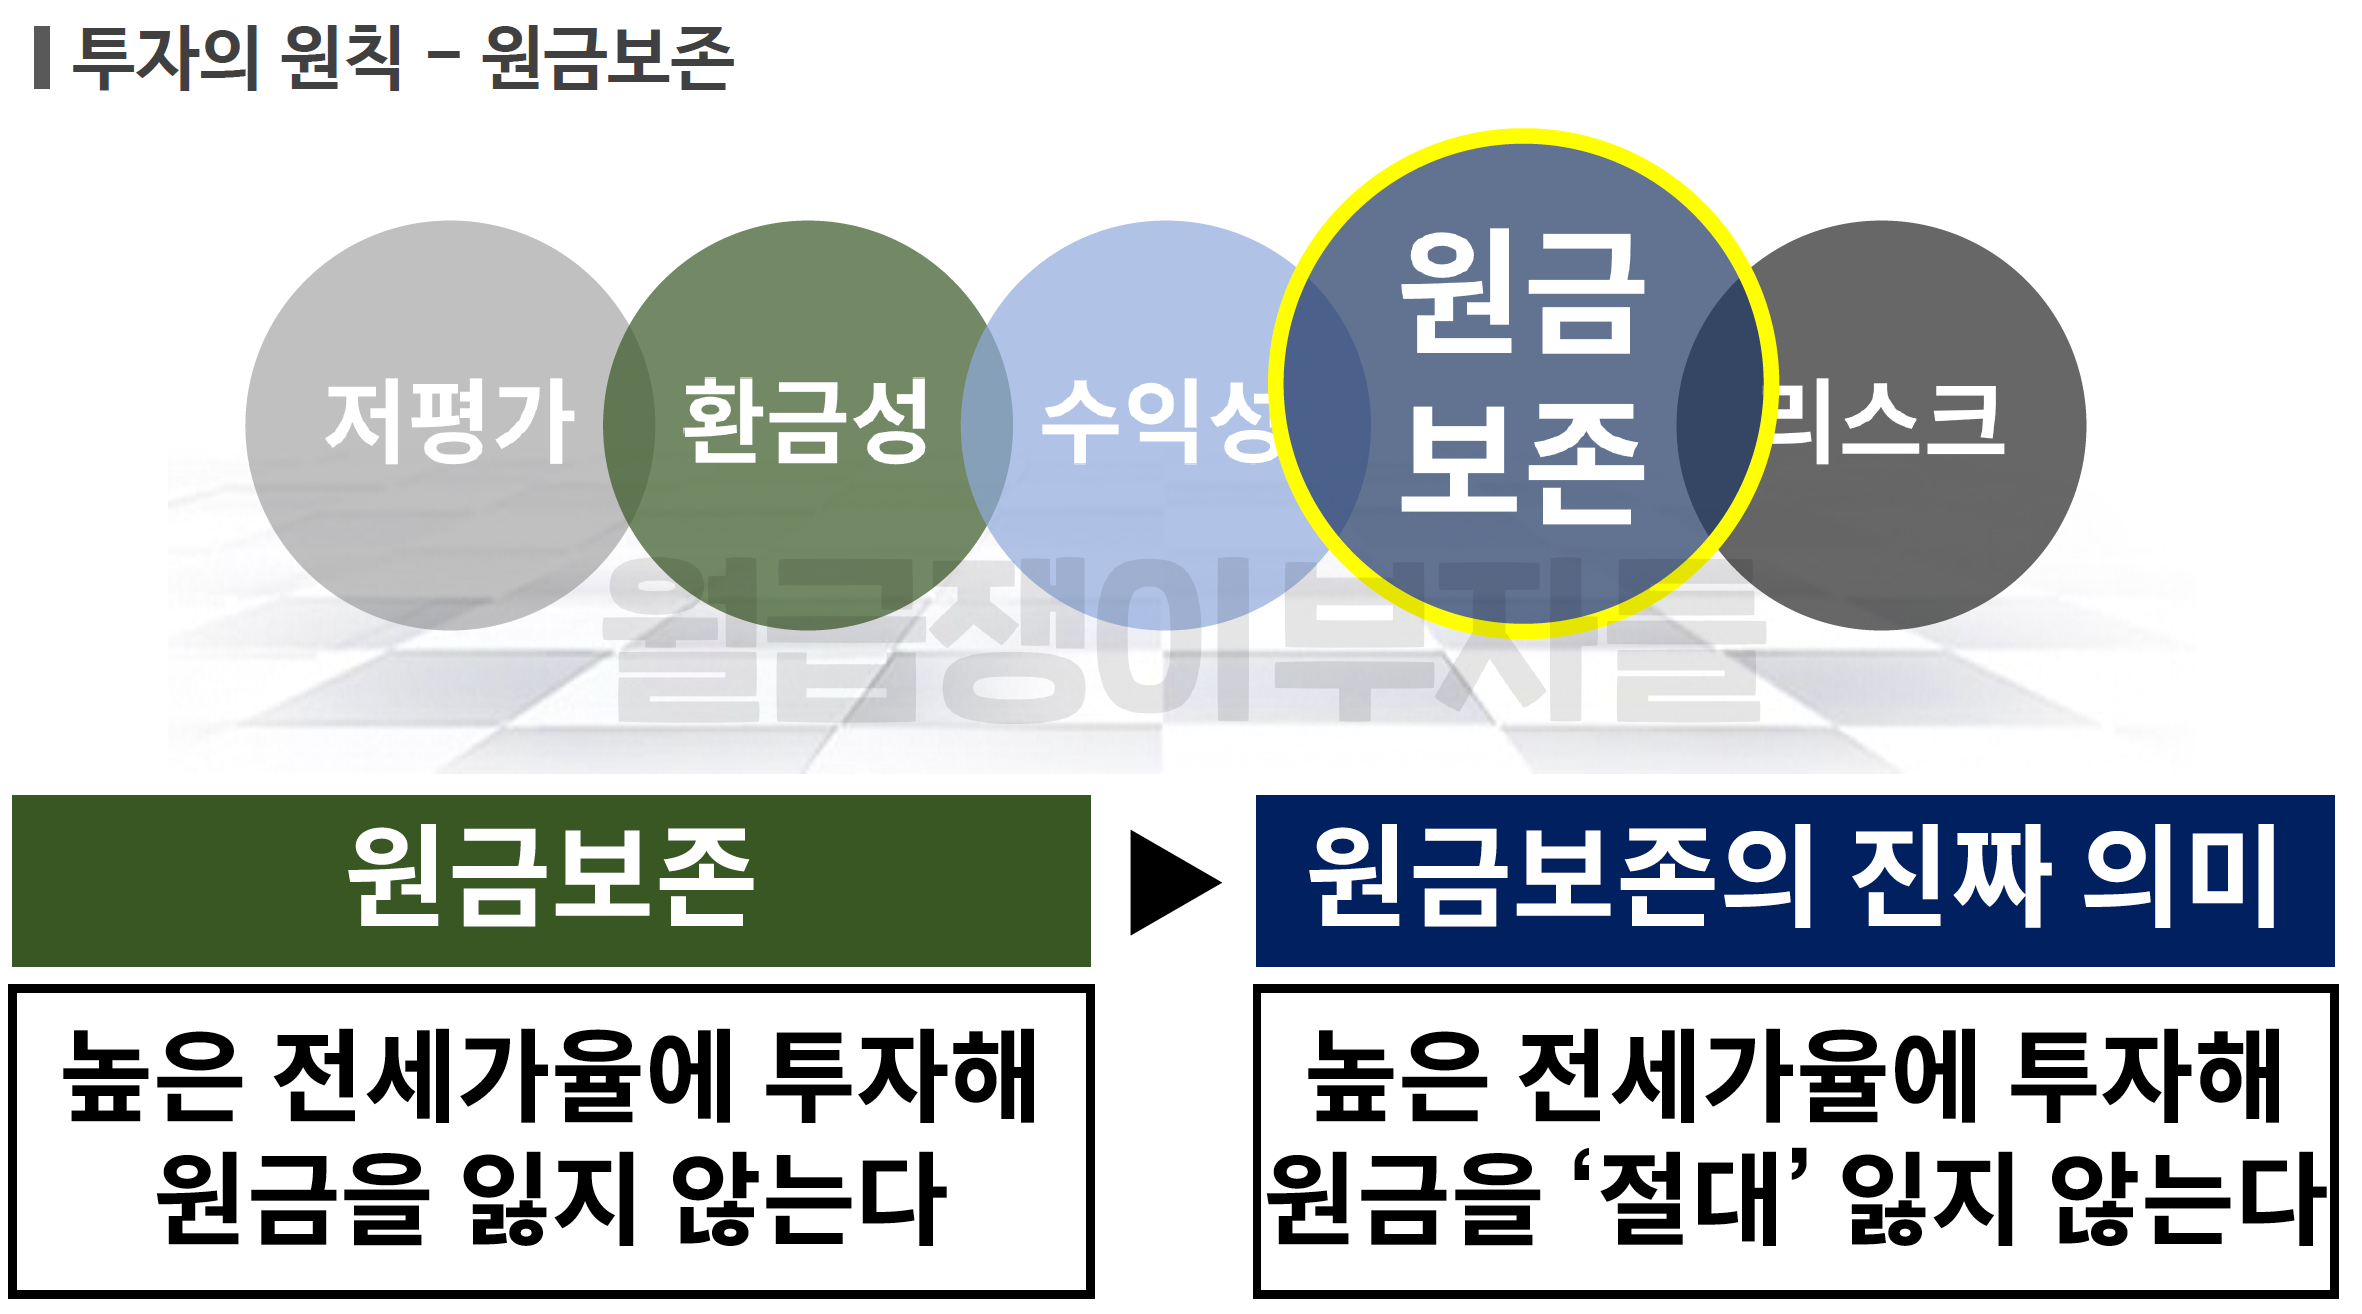 투자의 원칙 - 원금보존
저평가
환금성
수익성
원금
보존
리스크
월급쟁이부자들
원금보존
원금보존의 진짜 의미
높은 전세가율에 투자해
원금을 잃지 않는다
높은 전세가율에 투자해
원금을 ‘절대’ 잃지 않는다